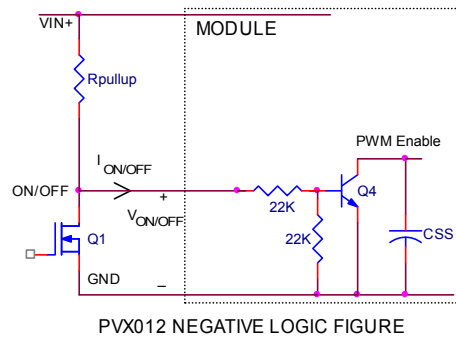 VIN+
MODULE
Rpullup
PWM Enable
I ON/OFF
ON/OFF
+
22K
Q4
V ON/OFF
Q1
22K
CSS
GND
–
PVX012 NEGATIVE LOGIC FIGURE